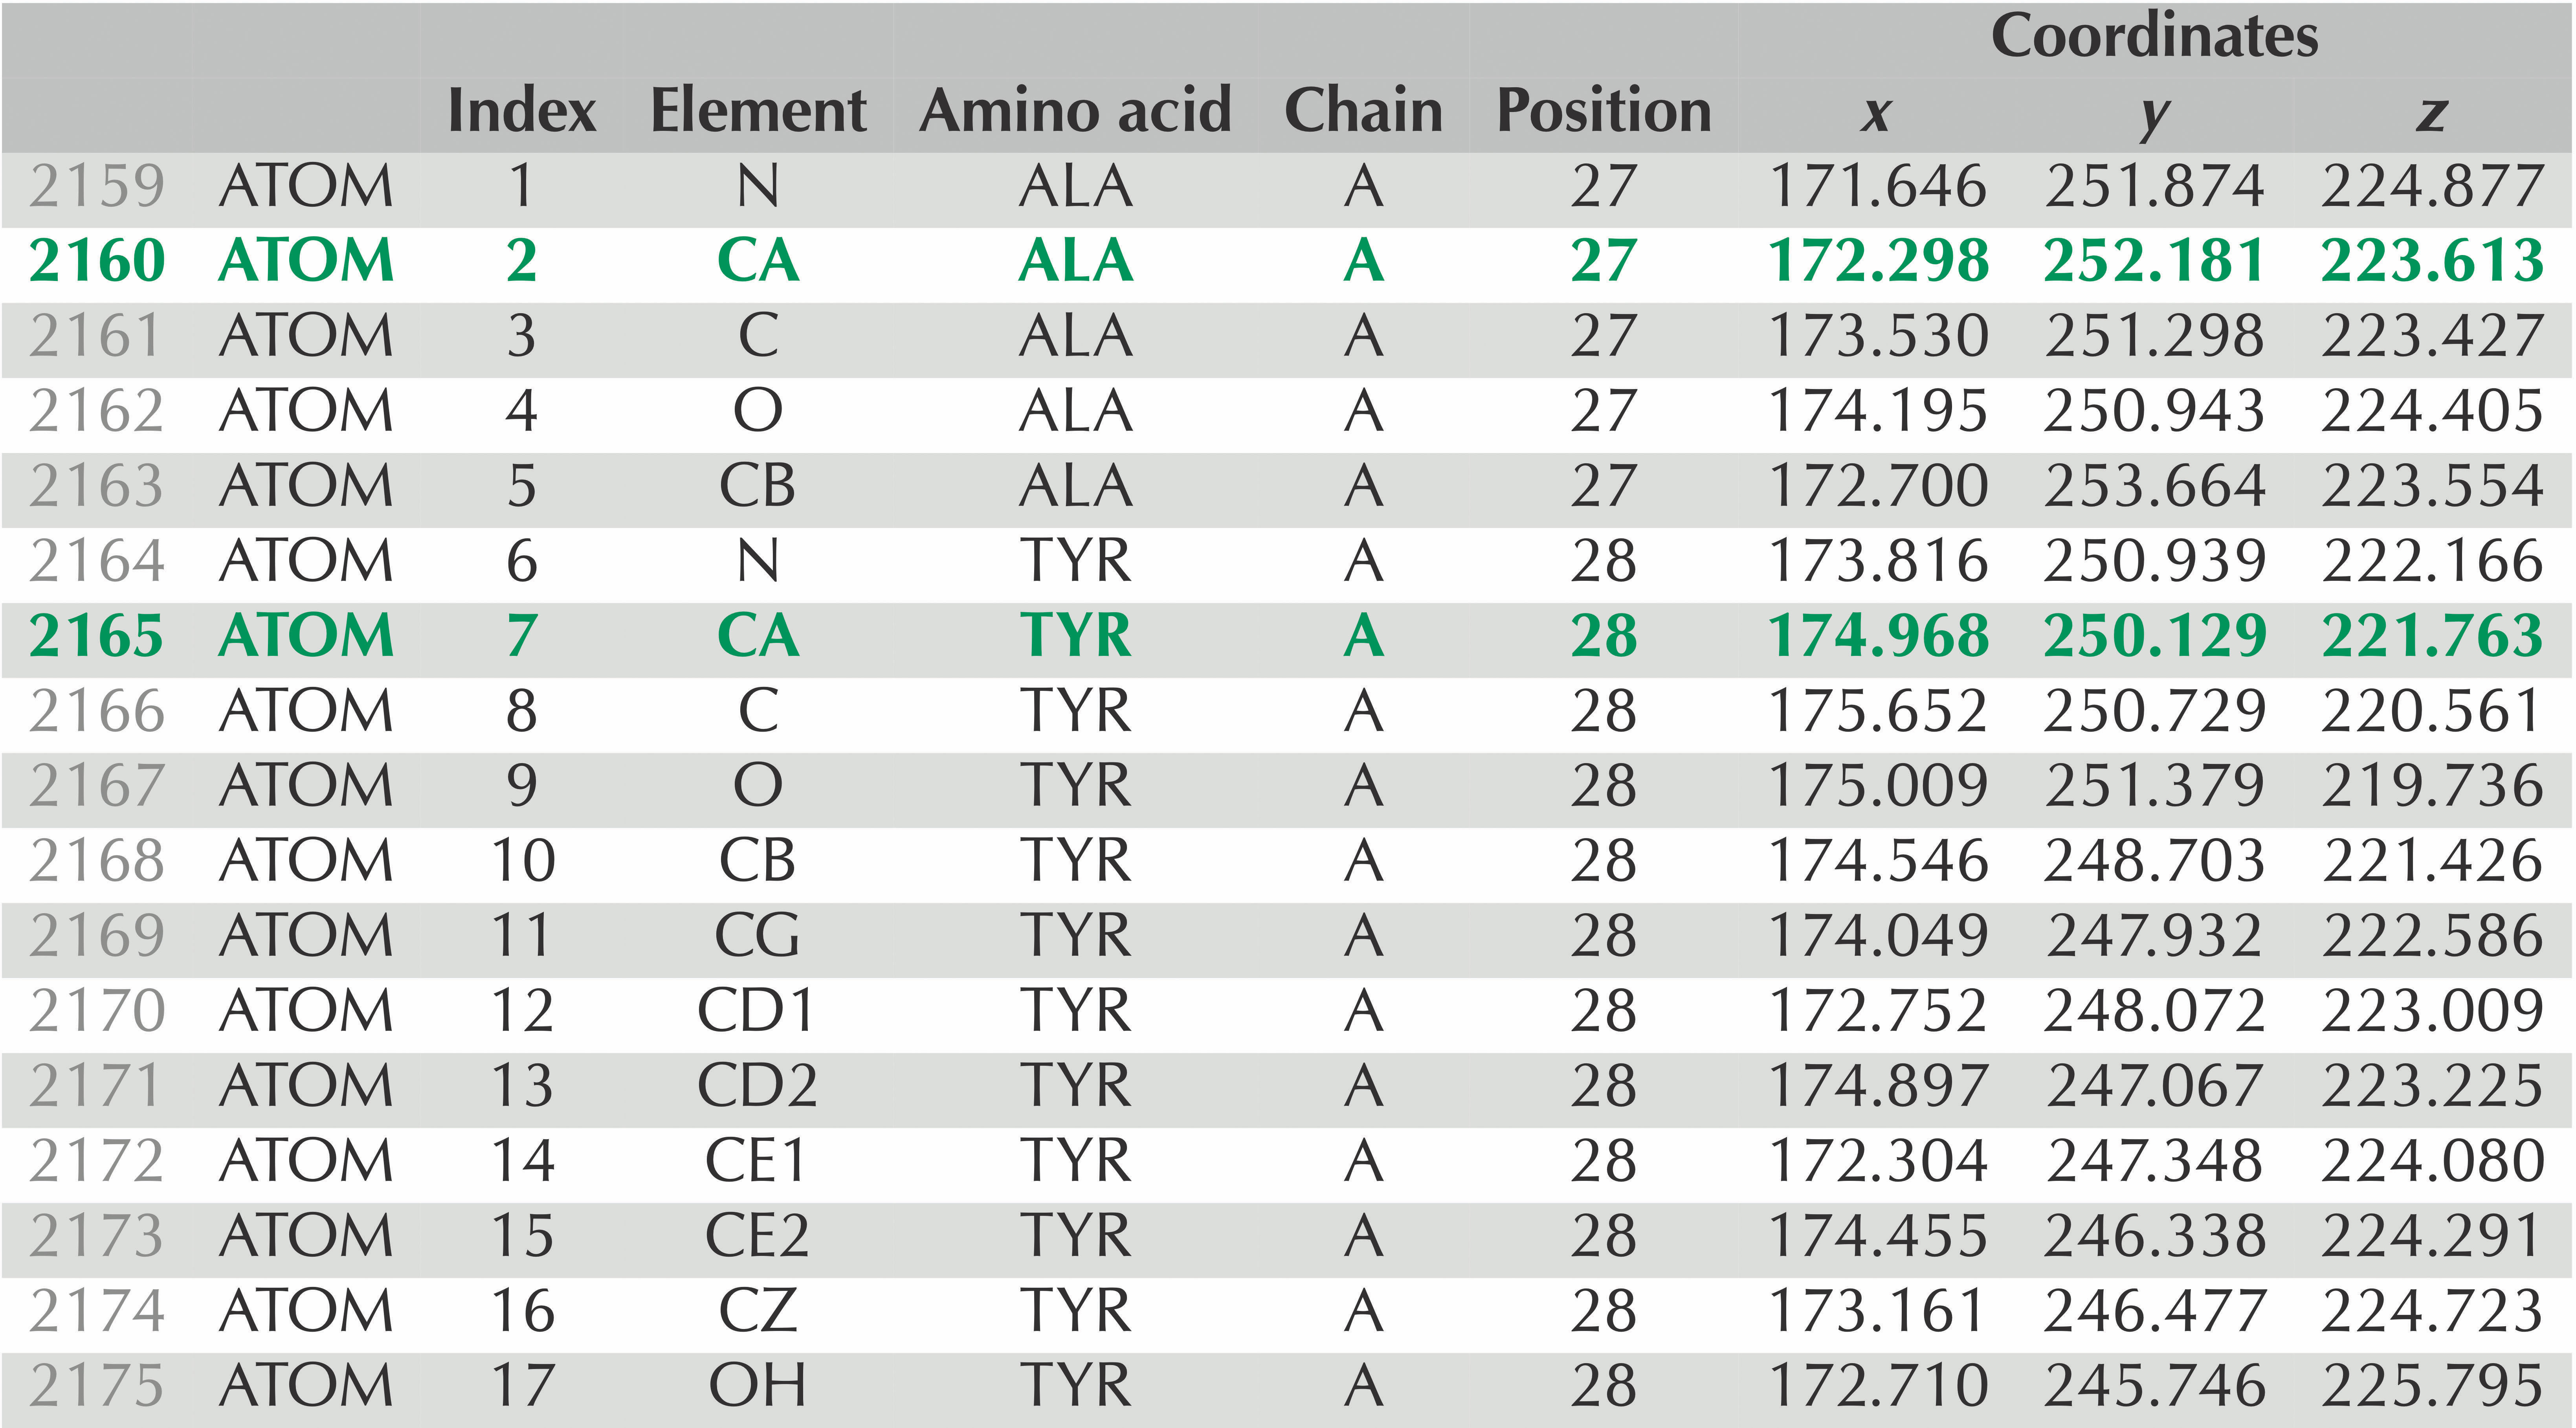 Coordinates
Index Element Amino acid Chain Position x y z
2159 ATOM 1 N ALA A 27 171.646 251.874 224.877
2160 ATOM 2 CA ALA A 27 172.298 252.181 223.613
2161 ATOM 3 C ALA A 27 173.530 251.298 223.427
2162 ATOM 4 O ALA A 27 174.195 250.943 224.405
2163 ATOM 5 CB ALA A 27 172.700 253.664 223.554
2164 ATOM 6 N TYR A 28 173.816 250.939 222.166
2165 ATOM 7 CA TYR A 28 174.968 250.129 221.763
2166 ATOM 8 C TYR A 28 175.652 250.729 220.561
2167 ATOM 9 O TYR A 28 175.009 251.379 219.736
2168 ATOM 10 CB TYR A 28 174.546 248.703 221.426
2169 ATOM 11 CG TYR A 28 174.049 247.932 222.586
2170 ATOM 12 CD1 TYR A 28 172.752 248.072 223.009
2171 ATOM 13 CD2 TYR A 28 174.897 247.067 223.225
2172 ATOM 14 CE1 TYR A 28 172.304 247.348 224.080
2173 ATOM 15 CE2 TYR A 28 174.455 246.338 224.291
2174 ATOM 16 CZ TYR A 28 173.161 246.477 224.723
2175 ATOM 17 OH TYR A 28 172.710 245.746 225.795